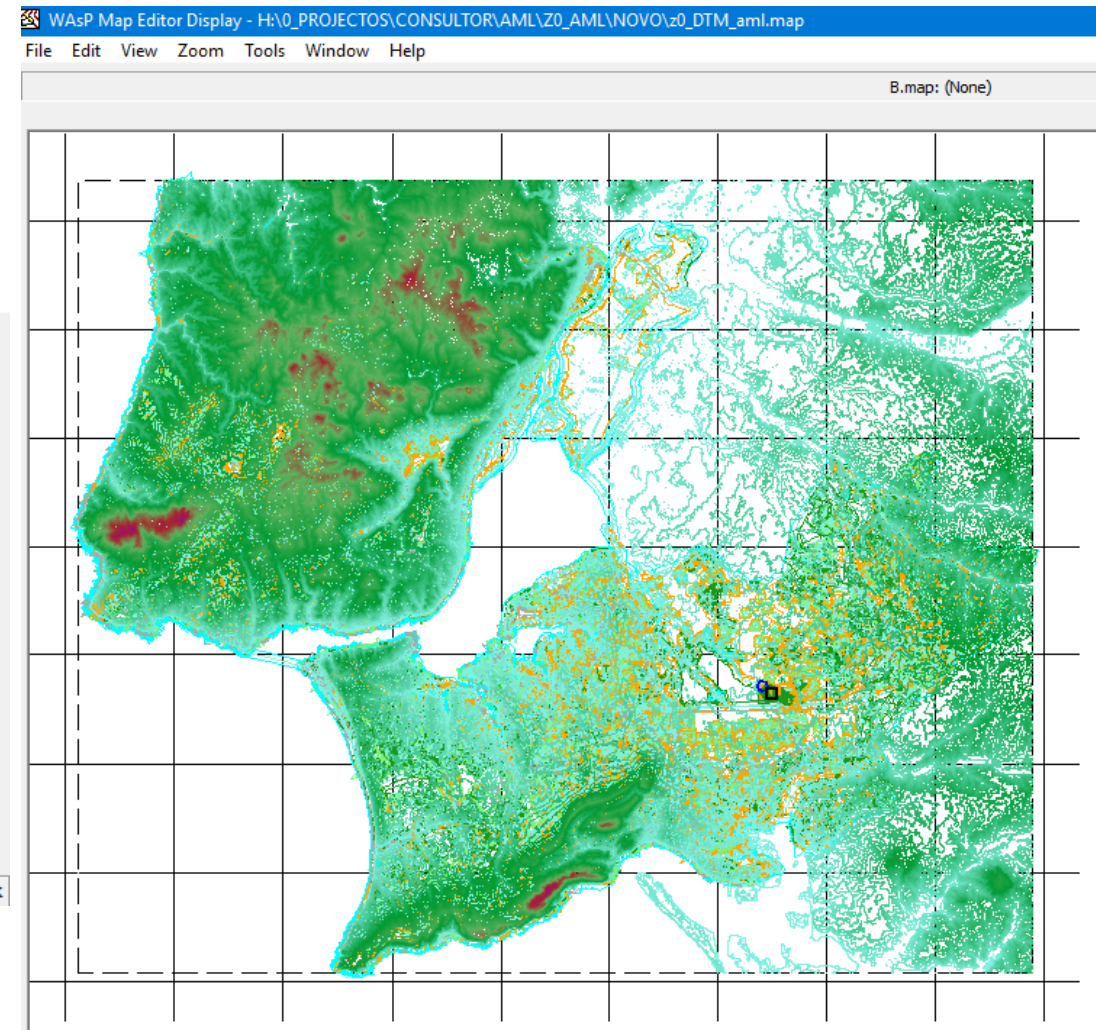 WAsP Map Editor Display - H:\0_PROJECTOS\CONSULTOR\AML\Z0_AML\NOVO\z0_DTM_aml.map
File Edit View Zoom Tools Window Help
B.map: (None)